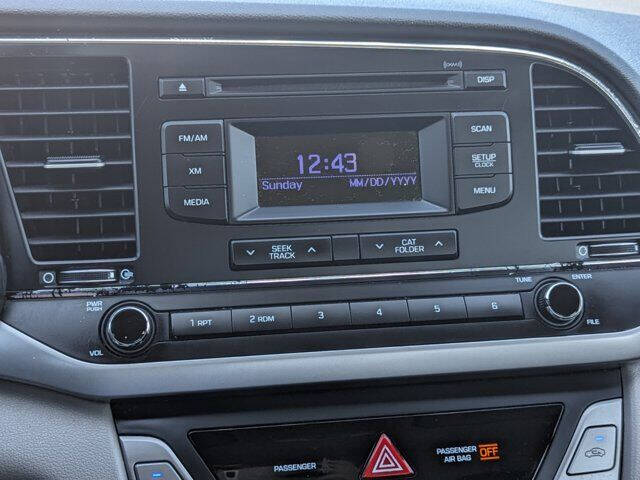 DISP
FM/AM
SCAN
12:43
XM
SETUP
CLOCK
Sunday MM/DD/YYYY
MEDIA
MENU
SEEK
TRACK
CAT
FOLDER
PWR
PUSH
TUNE
ENTER
1 RPT
2 RDM
3
4
5
6
VOL
FILE
PASSENGER
PASSENGER
AIR BAG
OFF